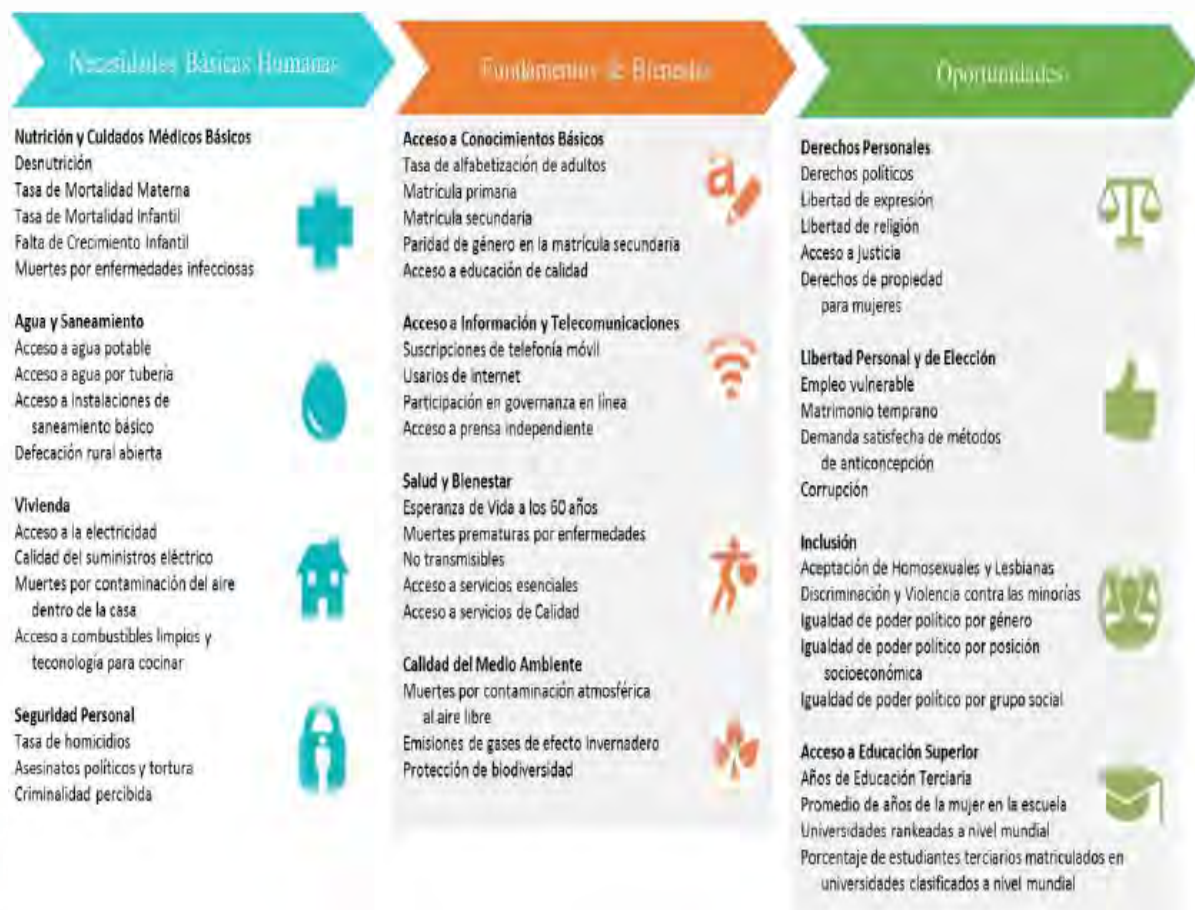 Necesidades Básicas Humanas
Nutrición y Cuidados Médicos Básicos
Desnutrición
Tasa de Mortalidad Materna
Tasa de Mortalidad Infantil
Falta de Crecimiento Infantil
Muertes por enfermedades infecciosas
Agua y Saneamiento
Acceso a agua potable
Acceso a agua por tubería
Acceso a instalaciones de
saneamiento básico
Defecación rural abierta
Vivienda
Acceso a la electricidad
Calidad del suministros eléctrico
Muertes por contaminación del aire
dentro de la casa
Acceso a combustibles limpios y
teconología para cocinar
Seguridad Personal
Tasa de homicidios
Asesinatos políticos y tortura
Criminalidad percibida
Fundamentos de Bienestar
Acceso a Conocimientos Básicos
Tasa de alfabetización de adultos
Matrícula primaria
Matrícula secundaria
Paridad de género en la matrícula secundaria
Acceso a educación de calidad
Acceso a Información y Telecomunicaciones
Suscripciones de telefonía móvil
Usarios de internet
Participación en governanza en línea
Acceso a prensa independiente
Salud y Bienestar
Esperanza de Vida a los 60 años
Muertes prematuras por enfermedades
No transmisibles
Acceso a servicios esenciales
Acceso a servicios de Calidad
Calidad del Medio Ambiente
Muertes por contaminación atmosférica
al aire libre
Emisiones de gases de efecto invernadero
Protección de biodiversidad
Oportunidades
Derechos Personales
Derechos políticos
Libertad de expresión
Libertad de religión
Acceso a Justicia
Derechos de propiedad
para mujeres
Libertad Personal y de Elección
Empleo vulnerable
Matrimonio temprano
Demanda satisfecha de métodos
de anticoncepción
Corrupción
Inclusión
Aceptación de Homosexuales y Lesbianas
Discriminación y Violencia contra las minorías
Igualdad de poder político por género
Igualdad de poder político por posición
socioeconómica
Igualdad de poder político por grupo social
Acceso a Educación Superior
Años de Educación Terciaria
Promedio de años de la mujer en la escuela
Universidades rankeadas a nivel mundial
Porcentaje de estudiantes terciarios matriculados en
universidades clasificados a nivel mundial